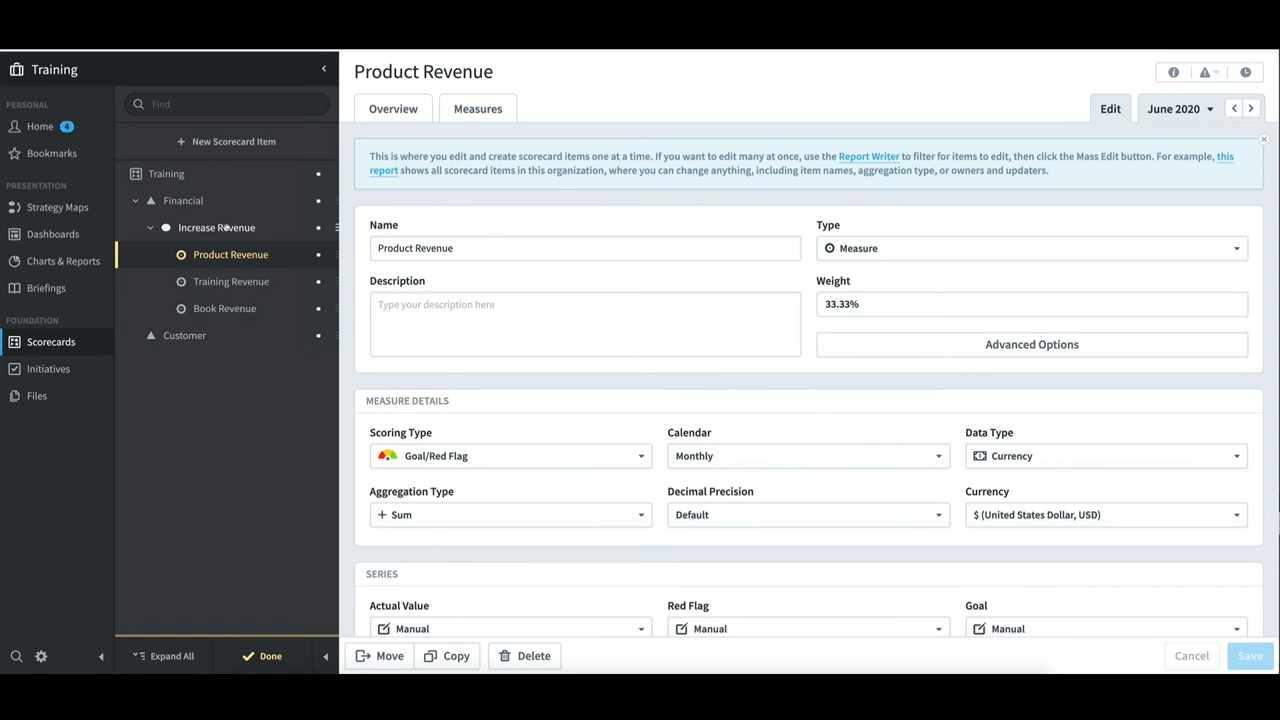 Training
PERSONAL
Home 4
Bookmarks
PRESENTATION
Strategy Maps
Dashboards
Charts & Reports
Briefings
FOUNDATION
Scorecards
Initiatives
Files
Find
+ New Scorecard Item
Training
Financial
Increase Revenue
Product Revenue
Training Revenue
Book Revenue
Customer
Expand All
Done
Product Revenue
Overview
Measures
Edit
June 2020
This is where you edit and create scorecard items one at a time. If you want to edit many at once, use the Report Writer to filter for items to edit, then click the Mass Edit button. For example, this
report shows all scorecard items in this organization, where you can change anything, including item names, aggregation type, or owners and updaters.
Name
Product Revenue
Type
Measure
Description
Type your description here
Weight
33.33%
Advanced Options
MEASURE DETAILS
Scoring Type
Goal/Red Flag
Calendar
Monthly
Data Type
Currency
Aggregation Type
+ Sum
Decimal Precision
Default
Currency
$ (United States Dollar, USD)
SERIES
Actual Value
Manual
Red Flag
Manual
Goal
Manual
Move
Copy
Delete
Cancel
Save